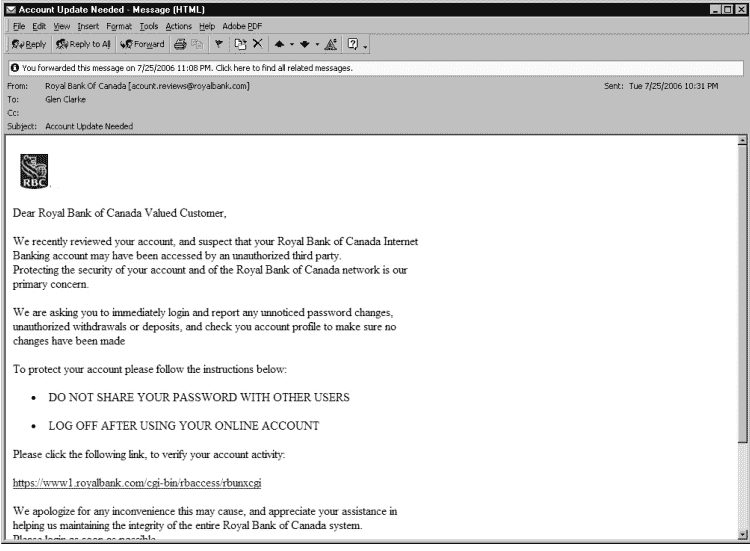 Account Update Needed - Message (HTML)
File Edit View Insert Format Tools Actions Help Adobe PDF
Reply Reply to All Forward
You forwarded this message on 7/25/2006 11:08 PM. Click here to find all related messages.
From: Royal Bank Of Canada [acount.reviews@royalbank.com] Sent: Tue 7/25/2006 10:31 PM
To: Glen Clarke
Cc:
Subject: Account Update Needed
RBC
Dear Royal Bank of Canada Valued Customer,
We recently reviewed your account, and suspect that your Royal Bank of Canada Internet
Banking account may have been accessed by an unauthorized third party.
Protecting the security of your account and of the Royal Bank of Canada network is our
primary concern.
We are asking you to immediately login and report any unnoticed password changes,
unauthorized withdrawals or deposits, and check you account profile to make sure no
changes have been made
To protect your account please follow the instructions below:
• DO NOT SHARE YOUR PASSWORD WITH OTHER USERS
• LOG OFF AFTER USING YOUR ONLINE ACCOUNT
Please click the following link, to verify your account activity:
https://www1.royalbank.com/cgi-bin/rbaccess/rbunxcgi
We apologize for any inconvenience this may cause, and appreciate your assistance in
helping us maintaining the integrity of the entire Royal Bank of Canada system.
Please login as soon as possible